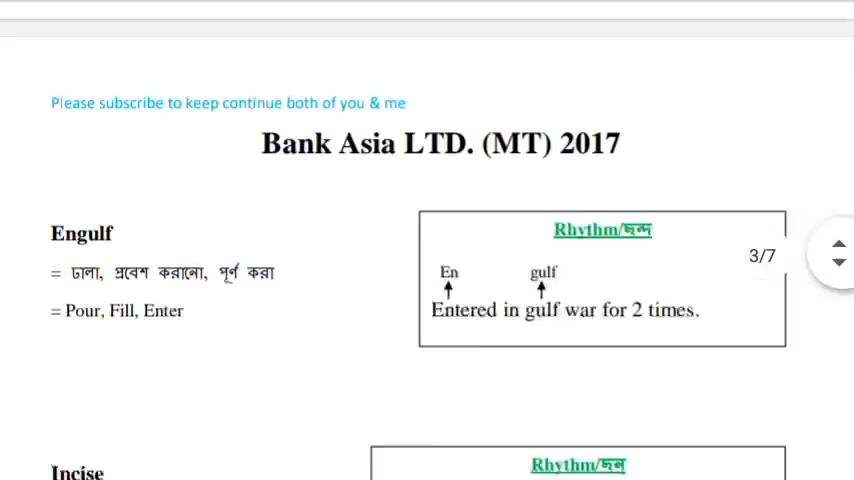 Please subscribe to keep continue both of you & me
Bank Asia LTD. (MT) 2017
Engulf
= ঢালা, প্রবেশ করানো, পূর্ণ করা
= Pour, Fill, Enter
Rhythm/ছন্দ
En gulf
Entered in gulf war for 2 times.
3/7
Incise
Rhythm/ছন্দ